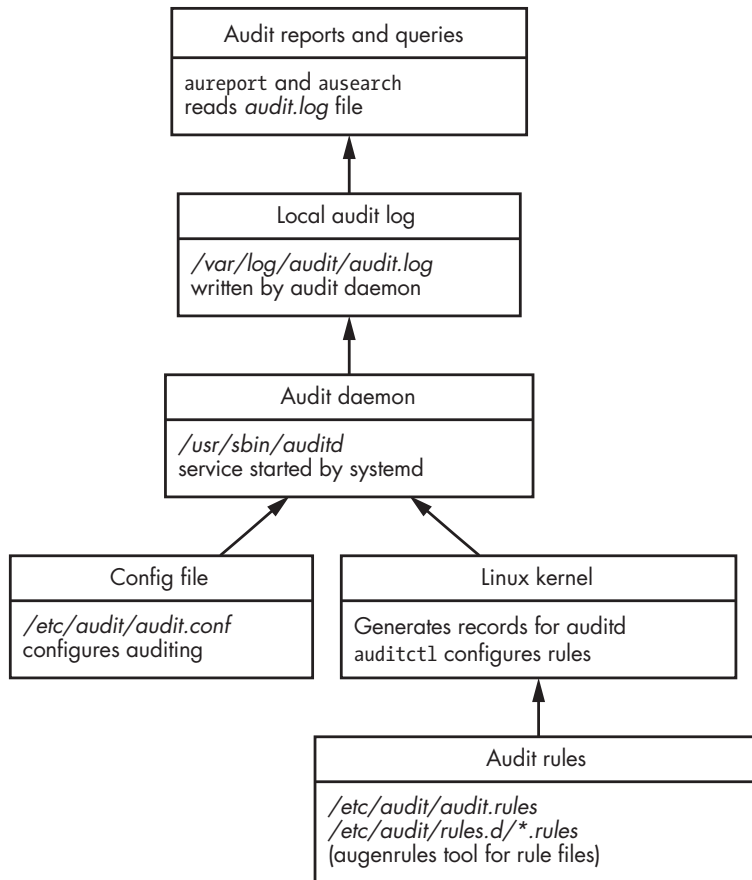 Audit reports and queries
aureport and ausearch
reads audit.log file
Local audit log
/var/log/audit/audit.log
written by audit daemon
Audit daemon
/usr/sbin/auditd
service started by systemd
Config file
/etc/audit/audit.conf
configures auditing
Linux kernel
Generates records for auditd
auditctl configures rules
Audit rules
/etc/audit/audit.rules
/etc/audit/rules.d/*.rules
(augenrules tool for rule files)